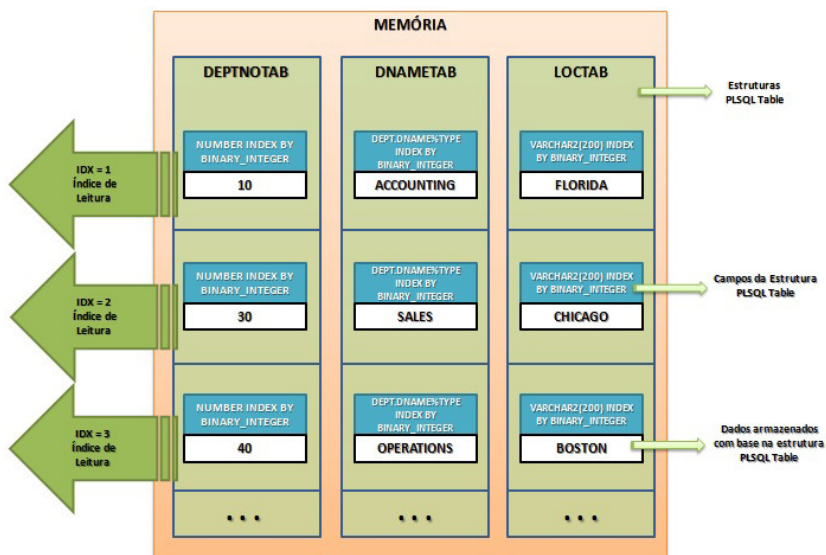 MEMÓRIA
DEPTNOTAB
DNAMETAB
LOCTAB
Estruturas
PLSQL Table
IDX = 1
Índice de
Leitura
NUMBER INDEX BY
BINARY_INTEGER
10
DEPT.DNAME%TYPE
INDEX BY
BINARY_INTEGER
ACCOUNTING
VARCHAR2(200) INDEX
BY BINARY_INTEGER
FLORIDA
IDX = 2
Índice de
Leitura
NUMBER INDEX BY
BINARY_INTEGER
30
DEPT.DNAME%TYPE
INDEX BY
BINARY_INTEGER
SALES
VARCHAR2(200) INDEX
BY BINARY_INTEGER
CHICAGO
Campos da Estrutura
PLSQL Table
IDX = 3
Índice de
Leitura
NUMBER INDEX BY
BINARY_INTEGER
40
DEPT.DNAME%TYPE
INDEX BY
BINARY_INTEGER
OPERATIONS
VARCHAR2(200) INDEX
BY BINARY_INTEGER
BOSTON
Dados armazenados
com base na estrutura
PLSQL Table
. . .
. . .
. . .